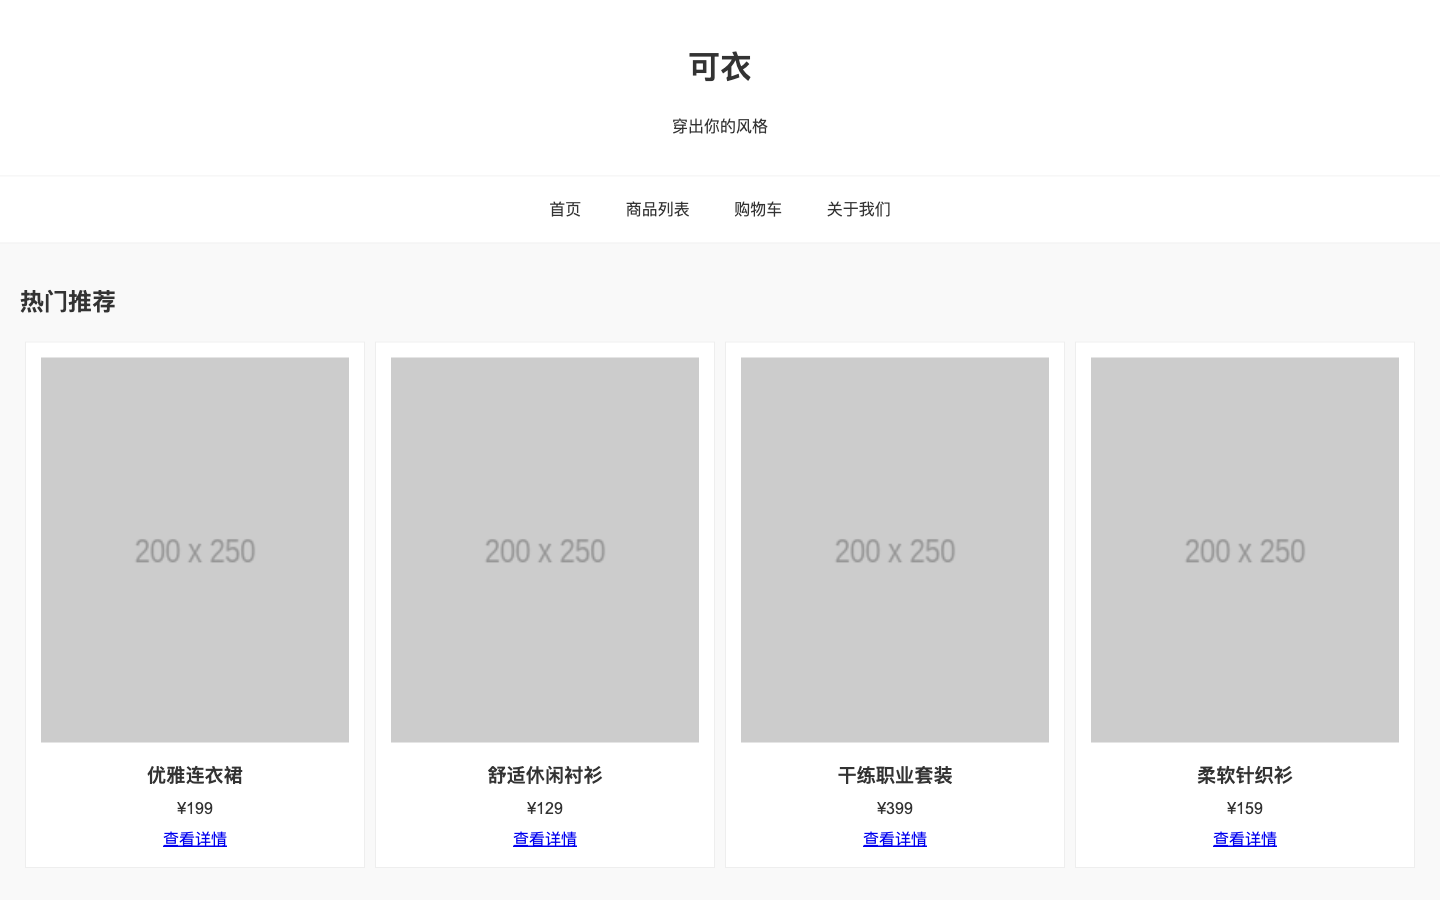 可衣
穿出你的风格
首页 商品列表 购物车 关于我们
热门推荐
200 x 250 200 x 250 200 x 250 200 x 250
优雅连衣裙 舒适休闲衬衫 干练职业套装 柔软针织衫
¥199 ¥129 ¥399 ¥159
查看详情 查看详情 查看详情 查看详情